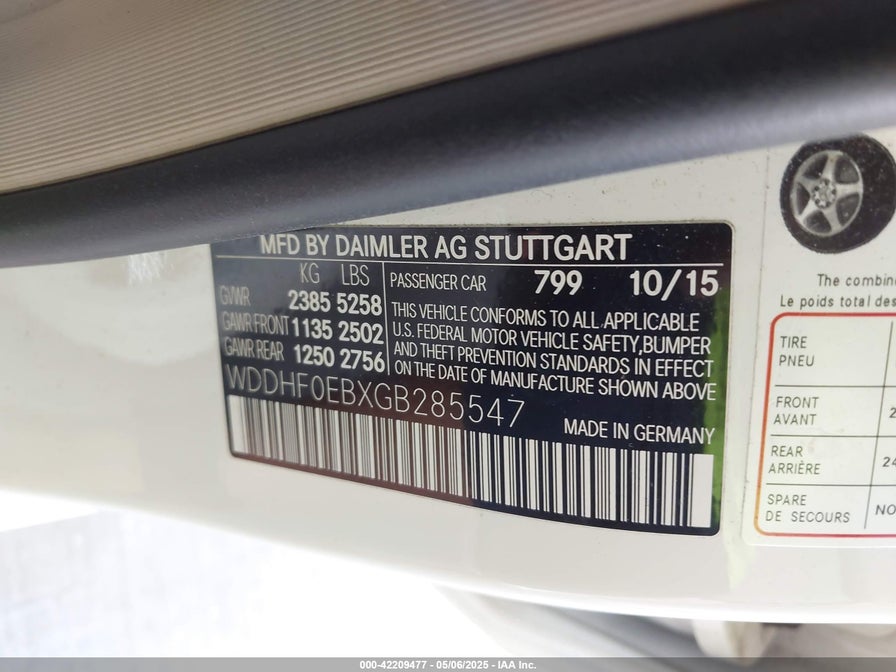 MFD BY DAIMLER AG STUTTGART
KG LBS
GVWR 2385 5258
GAWR FRONT 1135 2502
GAWR REAR 1250 2756
PASSENGER CAR 799 10/15
THIS VEHICLE CONFORMS TO ALL APPLICABLE
U.S. FEDERAL MOTOR VEHICLE SAFETY,BUMPER
AND THEFT PREVENTION STANDARDS IN EFFECT
ON THE DATE OF MANUFACTURE SHOWN ABOVE
WDDHF0EBXGB285547
MADE IN GERMANY
The
Le poids total des
TIRE
PNEU
FRONT
AVANT
REAR
ARRIÈRE
SPARE
DE SECOURS
000-42209477 - 05/06/2025 - IAA Inc.